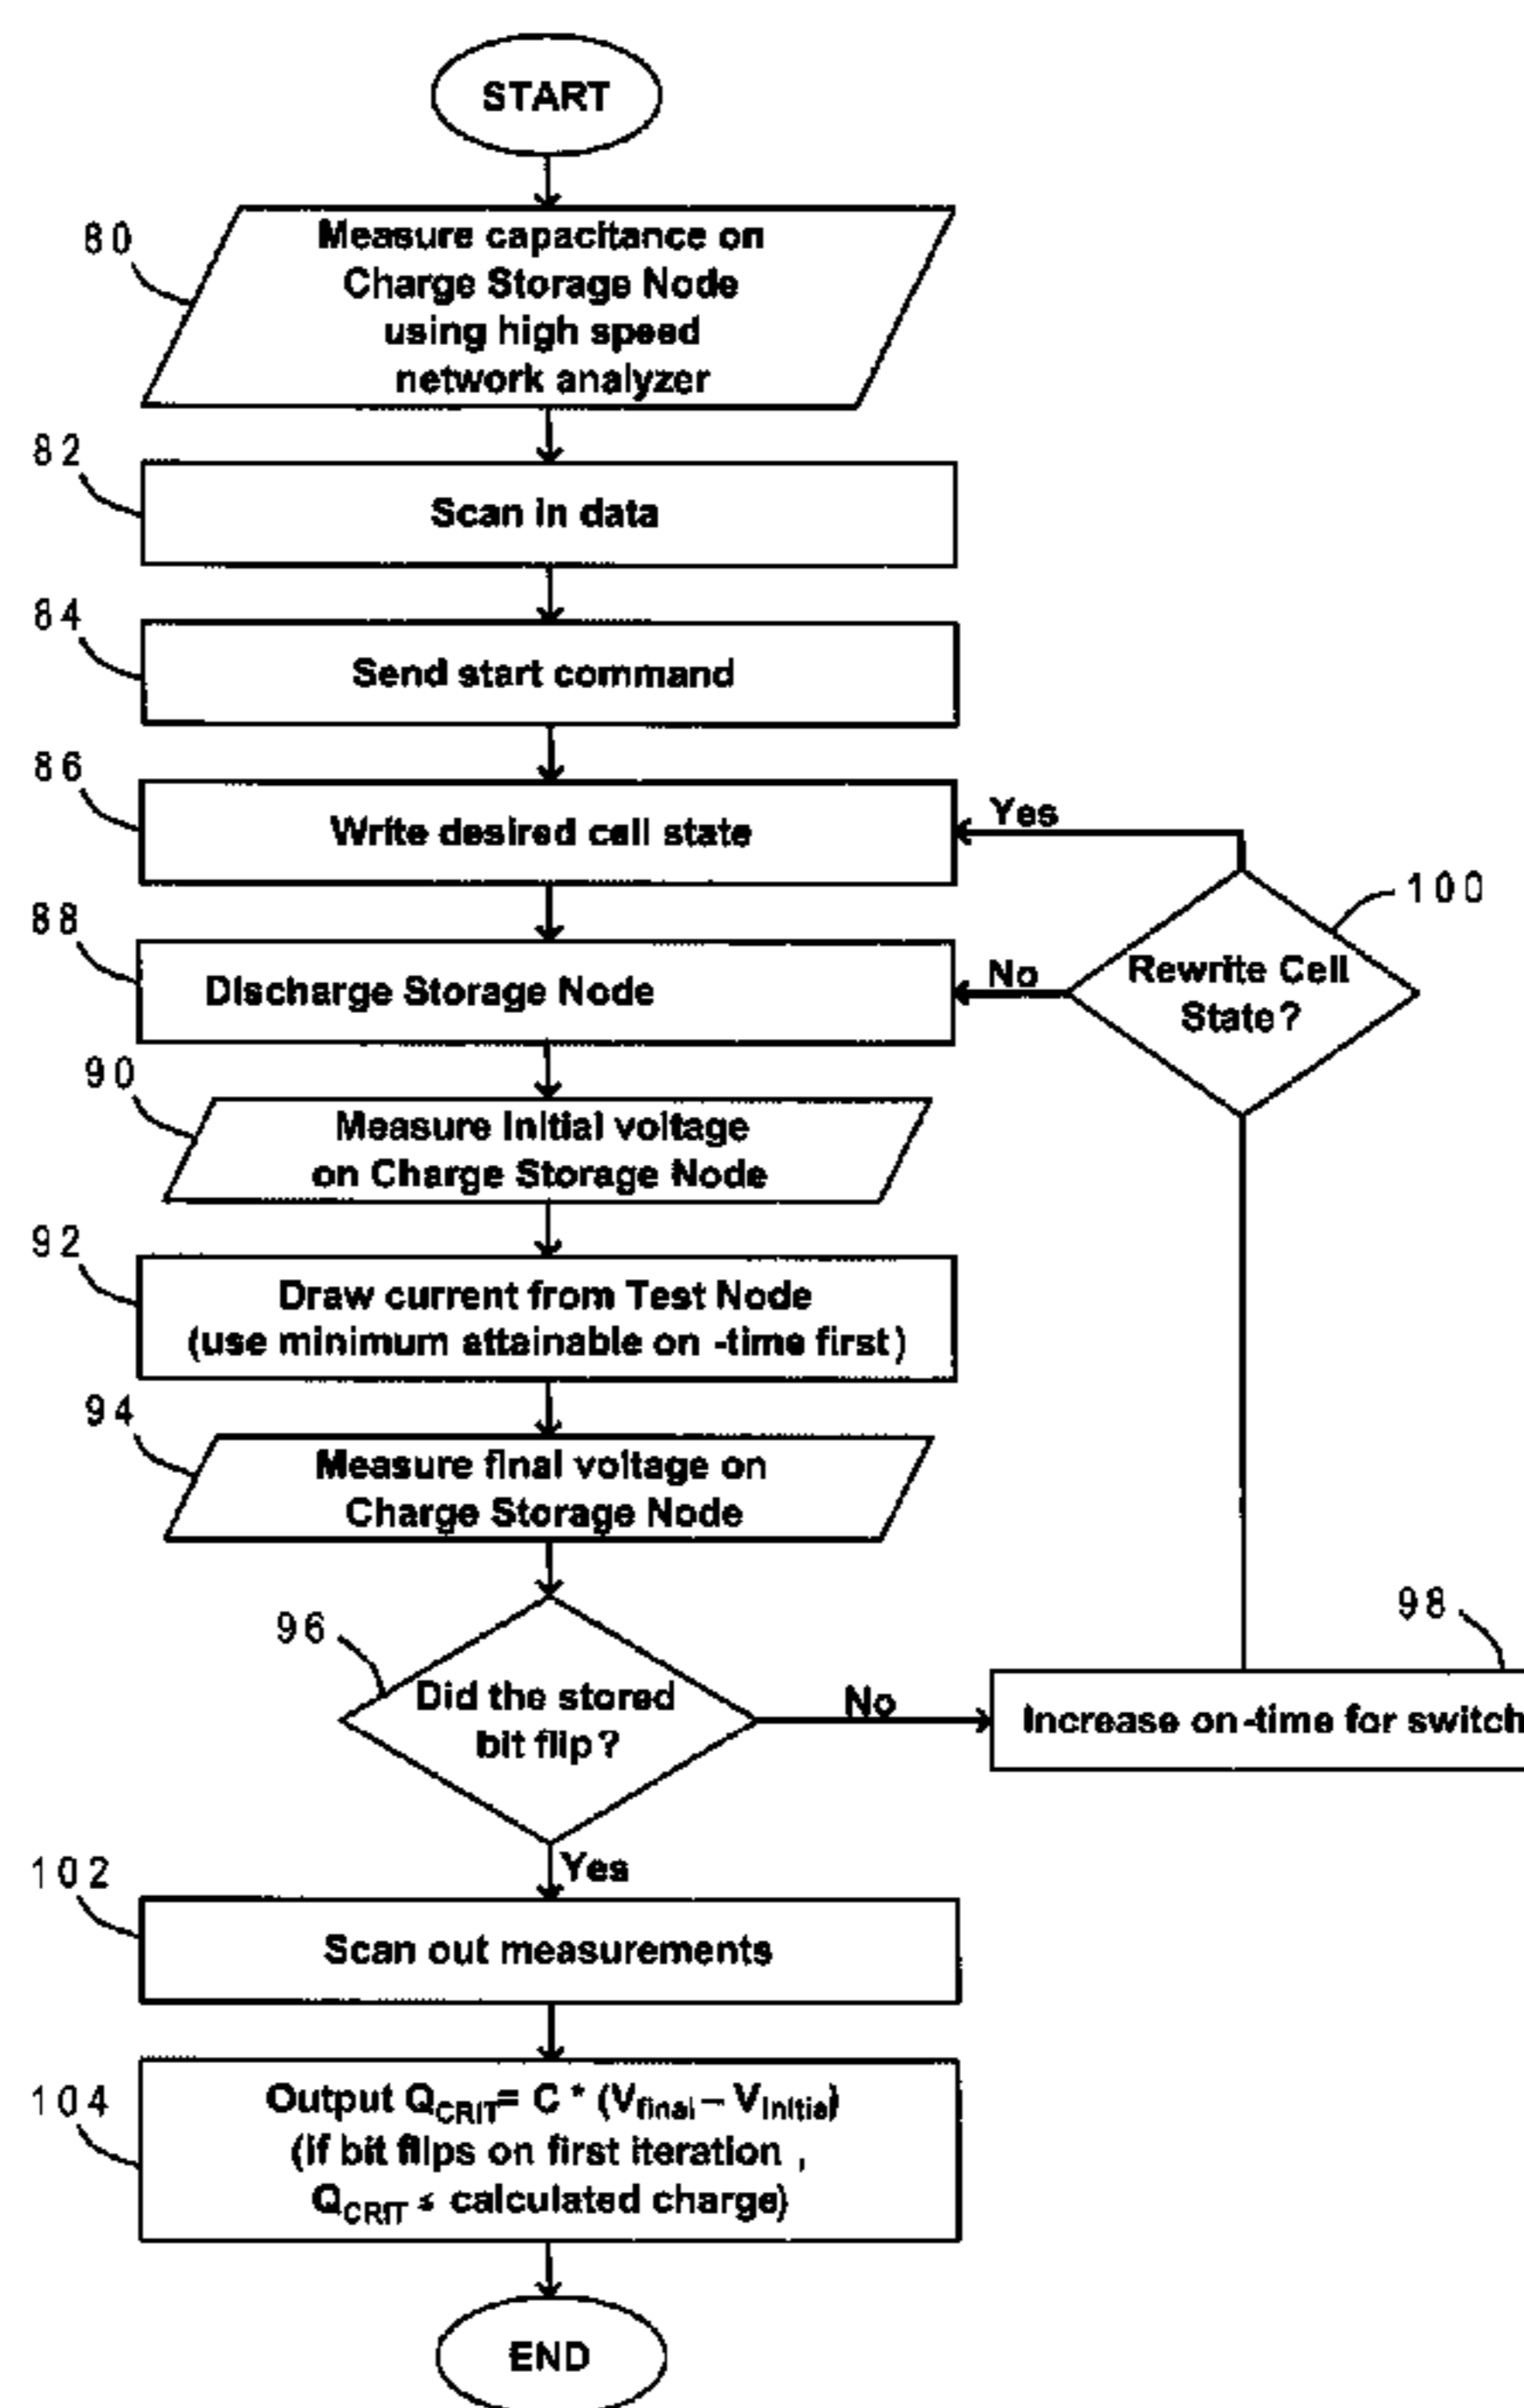 START
80
Measure capacitance on
Charge Storage Node
using high speed
network analyzer
82
Scan in data
84
Send start command
86
Write desired cell state
Yes
100
88
Discharge Storage Node
No
Rewrite Cell
State?
90
Measure initial voltage
on Charge Storage Node
92
Draw current from Test Node
(use minimum attainable on -time first)
94
Measure final voltage on
Charge Storage Node
96
Did the stored
bit flip?
No
98
Increase on-time for switch
Yes
102
Scan out measurements
104
Output QCRIT= C * (Vfinal – Vinitial)
(if bit flips on first iteration ,
QCRIT ≤ calculated charge)
END